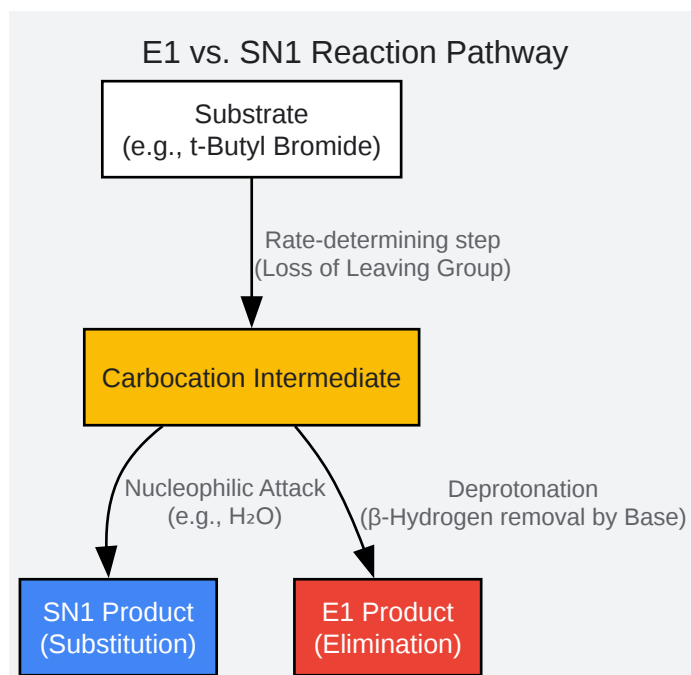 E1 vs. SN1 Reaction Pathway
Substrate
(e.g., t-Butyl Bromide)
Rate-determining step
(Loss of Leaving Group)
Carbocation Intermediate
Nucleophilic Attack
(e.g., H₂O)
Deprotonation
(β-Hydrogen removal by Base)
SN1 Product
(Substitution)
E1 Product
(Elimination)